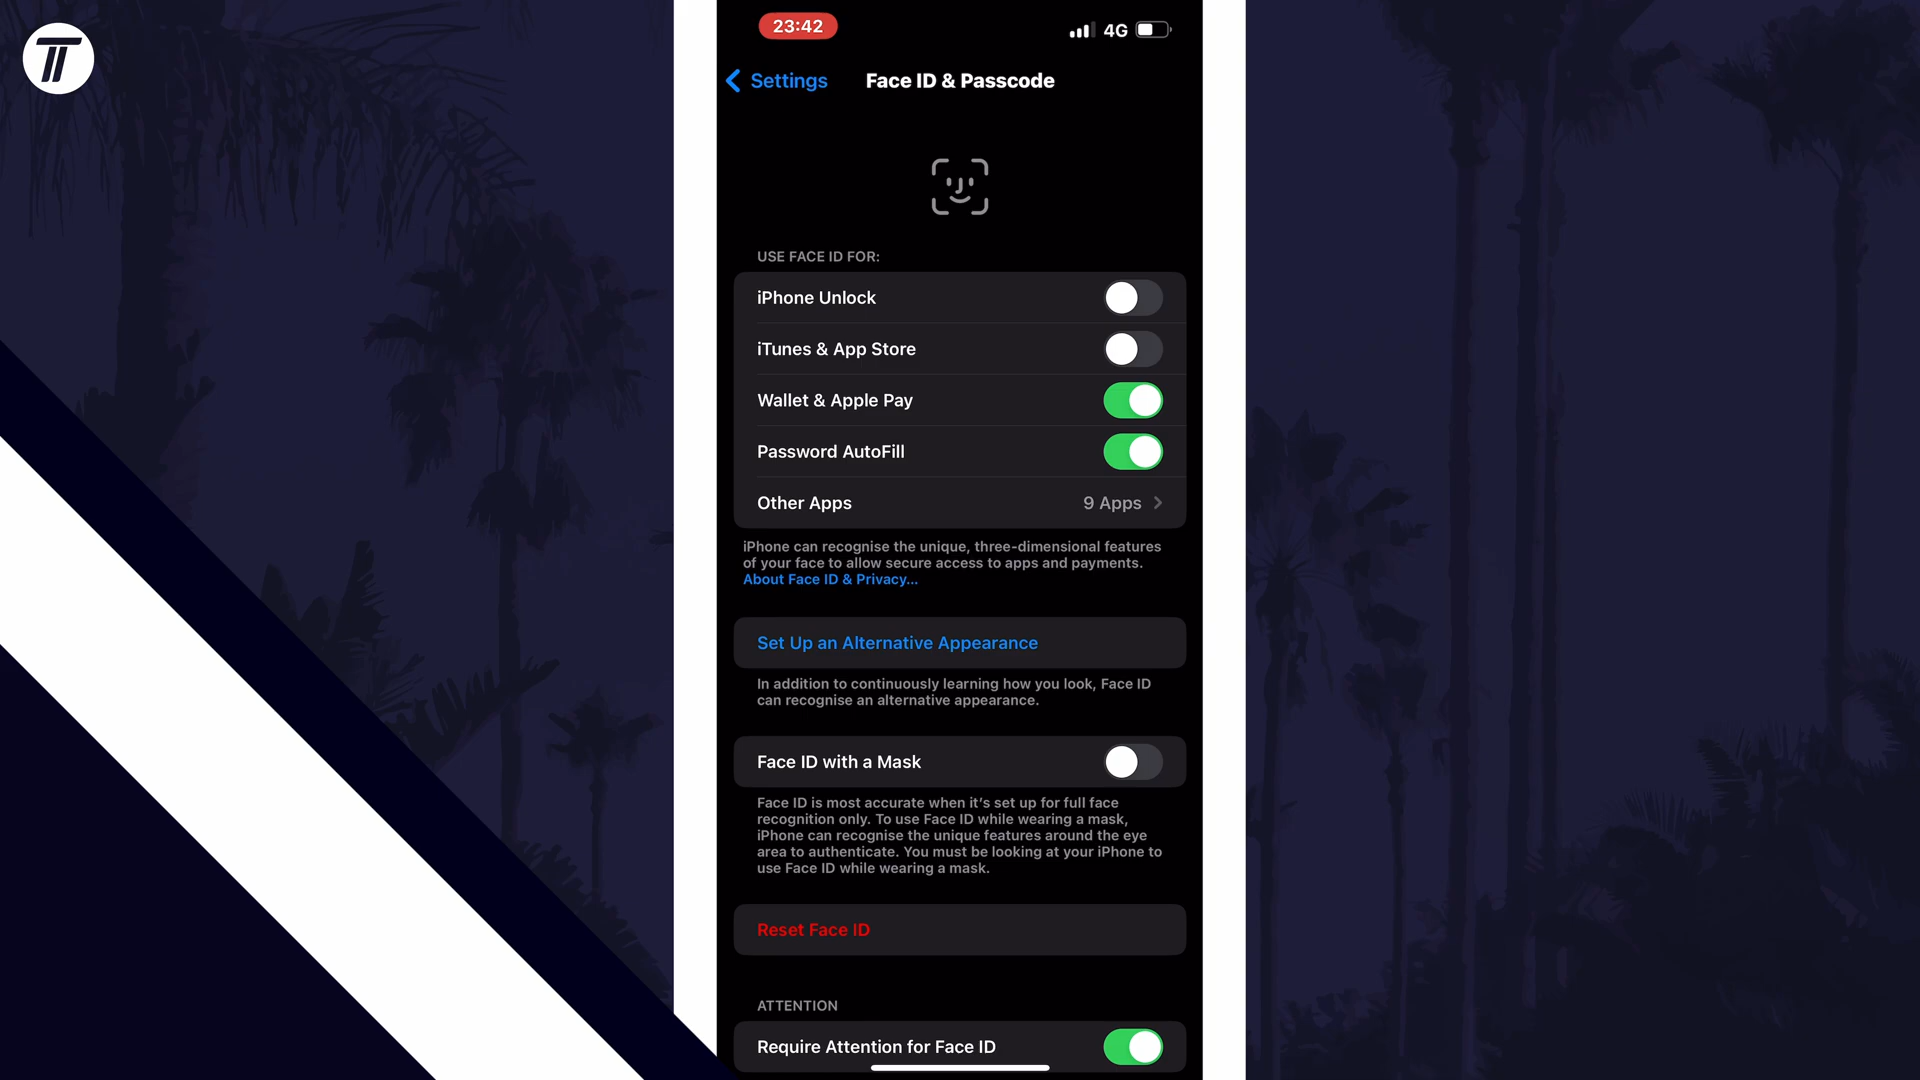 23:42
4G
Settings
Face ID & Passcode
USE FACE ID FOR:
iPhone Unlock
iTunes & App Store
Wallet & Apple Pay
Password AutoFill
Other Apps
9 Apps
iPhone can recognise the unique, three-dimensional features
of your face to allow secure access to apps and payments.
About Face ID & Privacy...
Set Up an Alternative Appearance
In addition to continuously learning how you look, Face ID
can recognise an alternative appearance.
Face ID with a Mask
Face ID is most accurate when it's set up for full face
recognition only. To use Face ID while wearing a mask,
iPhone can recognise the unique features around the eye
area to authenticate. You must be looking at your iPhone to
use Face ID while wearing a mask.
Reset Face ID
ATTENTION
Require Attention for Face ID